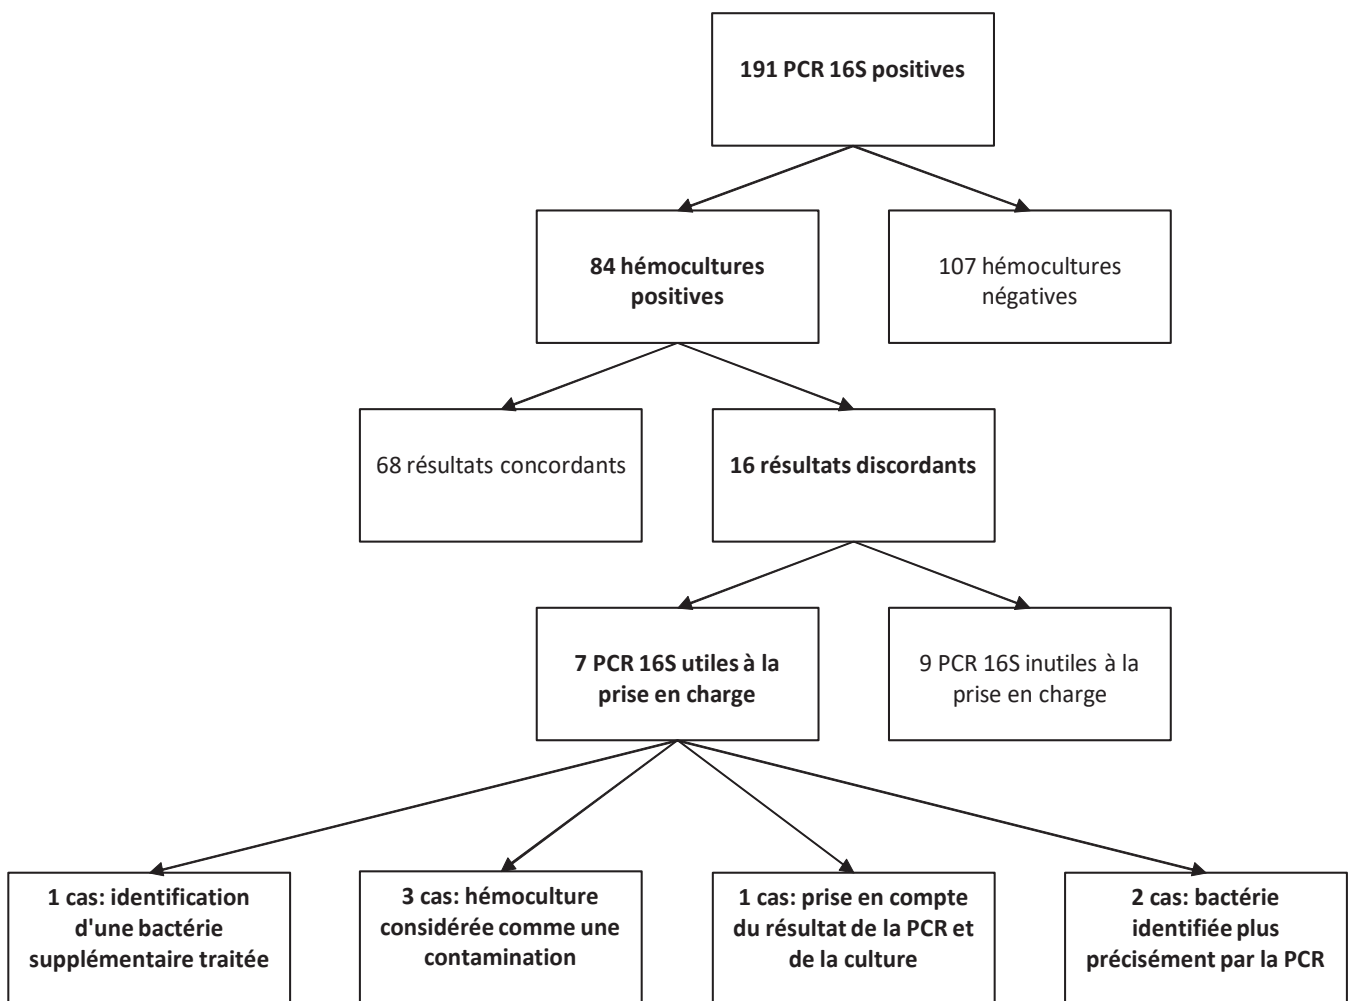 191 PCR 16S positives
84 hémocultures
positives
107 hémocultures
négatives
68 résultats concordants
16 résultats discordants
7 PCR 16S utiles à la
prise en charge
9 PCR 16S inutiles à la
prise en charge
1 cas: identification
d'une bactérie
supplémentaire traitée
3 cas: hémoculture
considérée comme une
contamination
1 cas: prise en compte
du résultat de la PCR et
de la culture
2 cas: bactérie
identifiée plus
précisément par la PCR